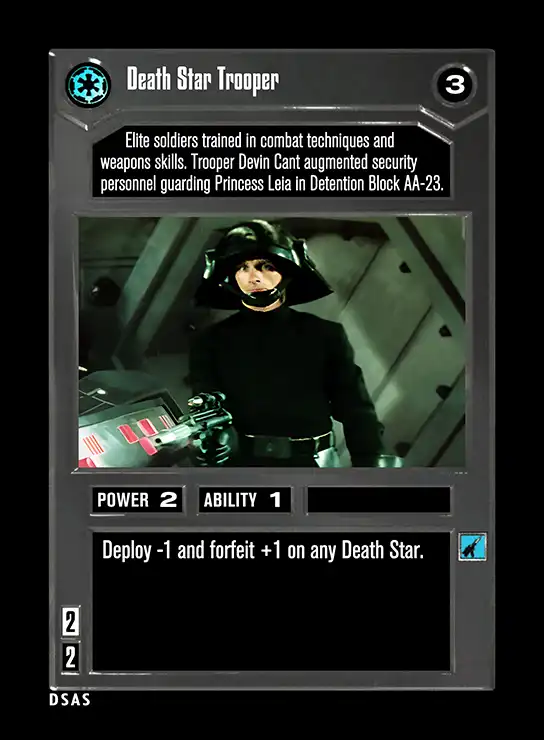 Death Star Trooper
3
Elite soldiers trained in combat techniques and
weapons skills. Trooper Devin Cant augmented security
personnel guarding Princess Leia in Detention Block AA-23.
POWER 2 ABILITY 1
Deploy -1 and forfeit +1 on any Death Star.
2
2
DSAS